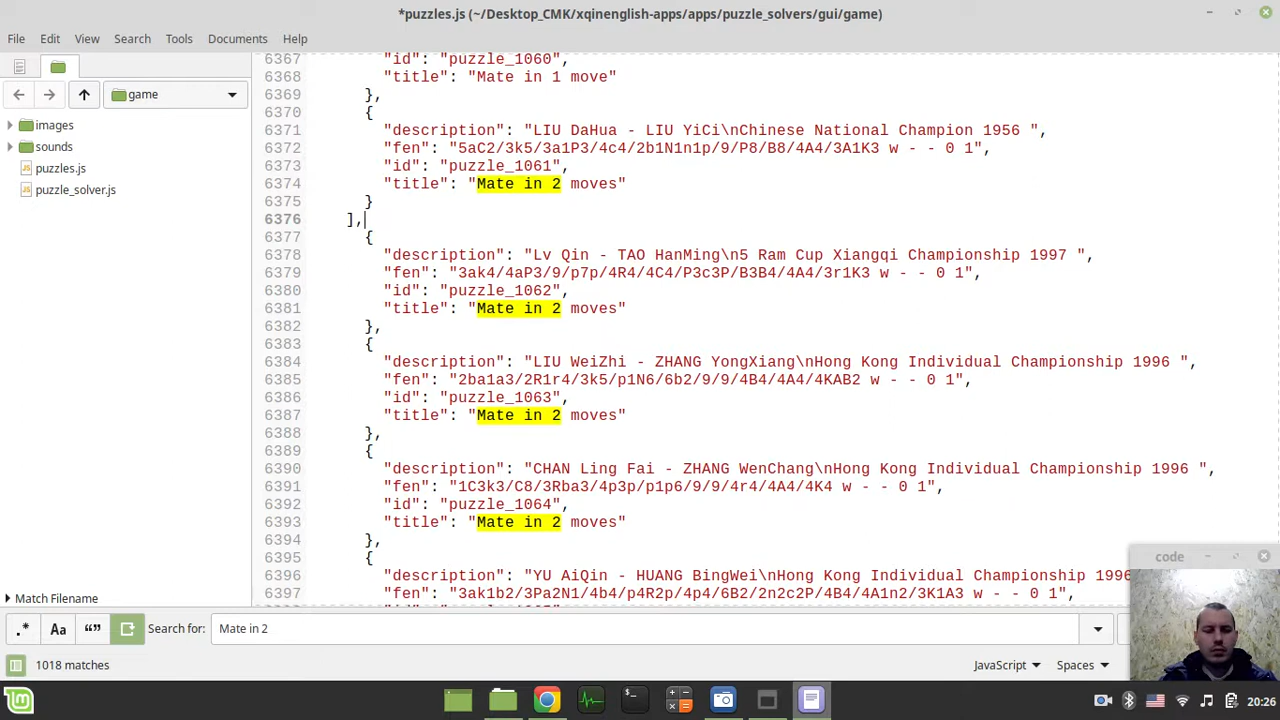 *puzzles.js (~/Desktop_CMK/xqinenglish-apps/apps/puzzle_solvers/gui/game)
File Edit View Search Tools Documents Help
game
images
sounds
puzzles.js
puzzle_solver.js
Match Filename
6367 "id": "puzzle_1060",
6368 "title": "Mate in 1 move"
6369 },
6370 {
6371 "description": "LIU DaHua - LIU YiCi\nChinese National Champion 1956 ",
6372 "fen": "5aC2/3k5/3a1P3/4c4/2b1N1n1p/9/P8/B8/4A4/3A1K3 w - - 0 1",
6373 "id": "puzzle_1061",
6374 "title": "Mate in 2 moves"
6375 }
6376 ],
6377 {
6378 "description": "Lv Qin - TAO HanMing\n5 Ram Cup Xiangqi Championship 1997 ",
6379 "fen": "3ak4/4aP3/9/p7p/4R4/4C4/P3c3P/B3B4/4A4/3r1K3 w - - 0 1",
6380 "id": "puzzle_1062",
6381 "title": "Mate in 2 moves"
6382 },
6383 {
6384 "description": "LIU WeiZhi - ZHANG YongXiang\nHong Kong Individual Championship 1996 ",
6385 "fen": "2ba1a3/2R1r4/3k5/p1N6/6b2/9/9/4B4/4A4/4KAB2 w - - 0 1",
6386 "id": "puzzle_1063",
6387 "title": "Mate in 2 moves"
6388 },
6389 {
6390 "description": "CHAN Ling Fai - ZHANG WenChang\nHong Kong Individual Championship 1996 ",
6391 "fen": "1C3k3/C8/3Rba3/4p3p/p1p6/9/9/4r4/4A4/4K4 w - - 0 1",
6392 "id": "puzzle_1064",
6393 "title": "Mate in 2 moves"
6394 },
6395 {
6396 "description": "YU AiQin - HUANG BingWei\nHong Kong Individual Championship 1996
6397 "fen": "3ak1b2/3Pa2N1/4b4/p4R2p/4p4/6B2/2n2c2P/4B4/4A1n2/3K1A3 w - - 0 1",
code
.* Aa “” Search for: Mate in 2
1018 matches JavaScript Spaces
20:26